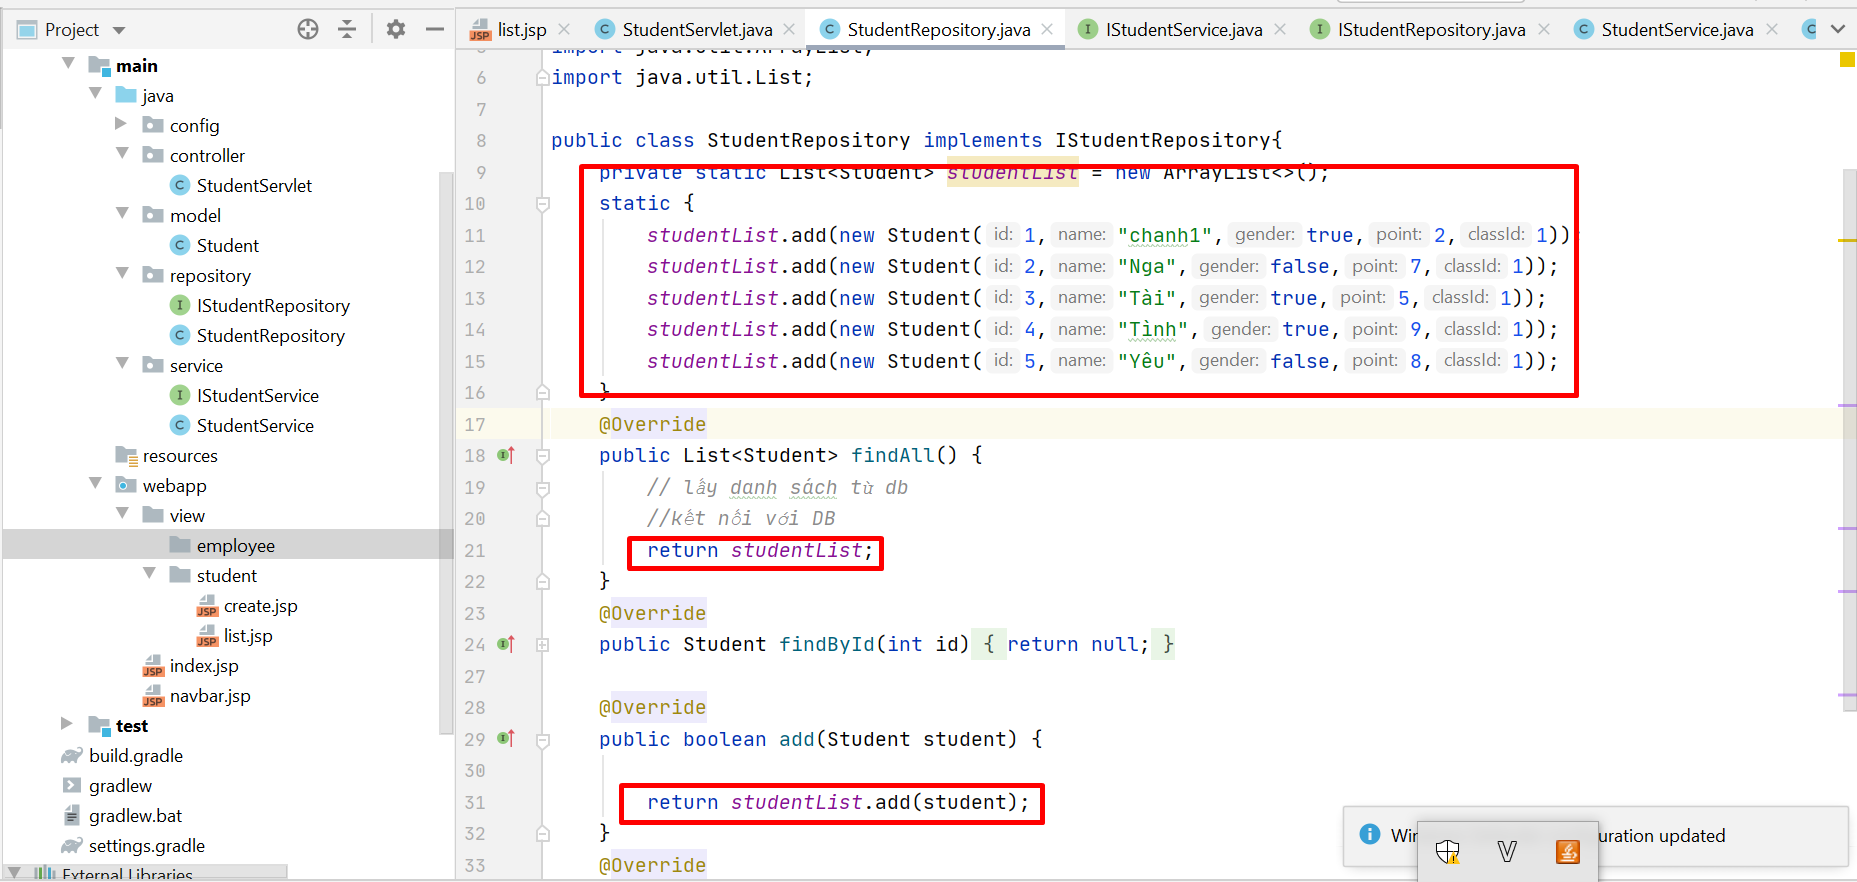 Project
main
java
config
controller
StudentServlet
model
Student
repository
IStudentRepository
StudentRepository
service
IStudentService
StudentService
resources
webapp
view
employee
student
create.jsp
list.jsp
index.jsp
navbar.jsp
test
build.gradle
gradlew
gradlew.bat
settings.gradle
External Libraries
list.jsp
StudentServlet.java
StudentRepository.java
IStudentService.java
IStudentRepository.java
StudentService.java
import java.util.ArrayList;
6 import java.util.List;
7
8 public class StudentRepository implements IStudentRepository{
9 private static List<Student> studentList = new ArrayList<>();
10 static {
11 studentList.add(new Student( id: 1, name: "chanh1", gender: true, point: 2, classId: 1))
12 studentList.add(new Student( id: 2, name: "Nga", gender: false, point: 7, classId: 1));
13 studentList.add(new Student( id: 3, name: "Tài", gender: true, point: 5, classId: 1));
14 studentList.add(new Student( id: 4, name: "Tình", gender: true, point: 9, classId: 1));
15 studentList.add(new Student( id: 5, name: "Yêu", gender: false, point: 8, classId: 1));
16 }
17 @Override
18 public List<Student> findAll() {
19 // lấy danh sách từ db
20 //kết nối với DB
21 return studentList;
22 }
23 @Override
24 public Student findById(int id) { return null; }
27
28 @Override
29 public boolean add(Student student) {
30
31 return studentList.add(student);
32 }
33 @Override
uration updated